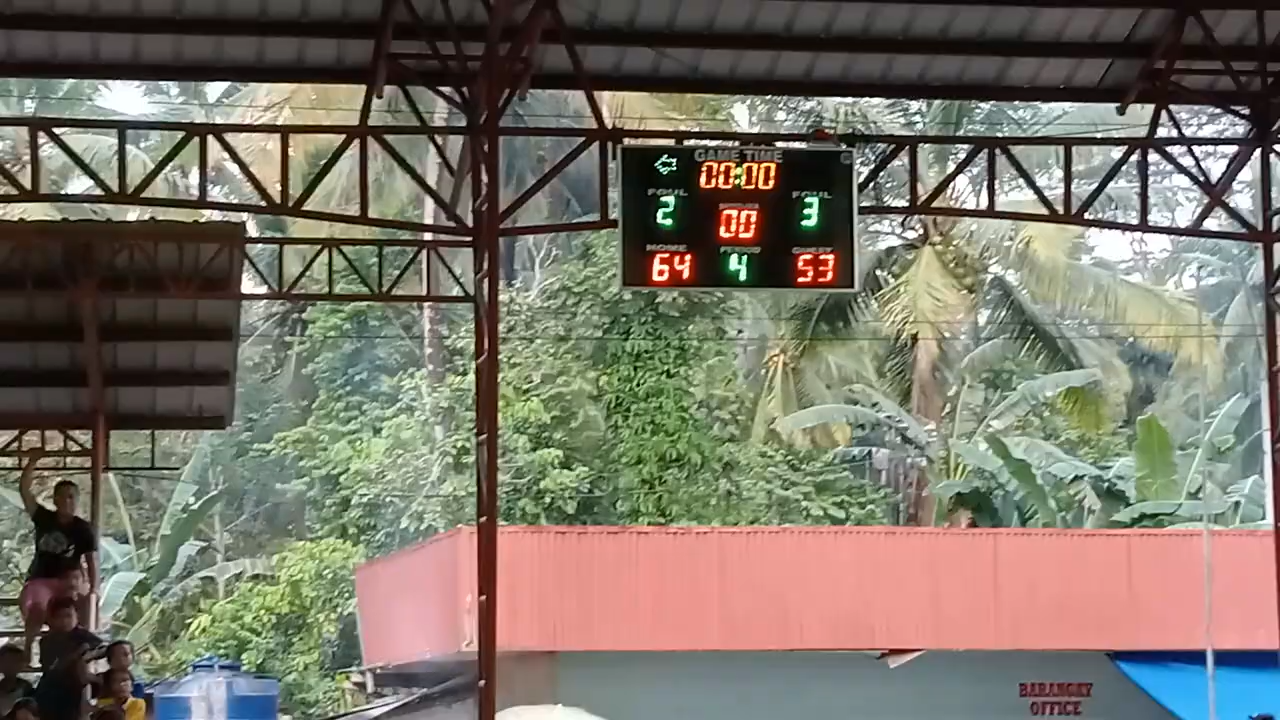 GAME TIME
00:00
FOUL FOUL
2 3
00
HOME PERIOD GUEST
64 4 53
BARANGAY
OFFICE